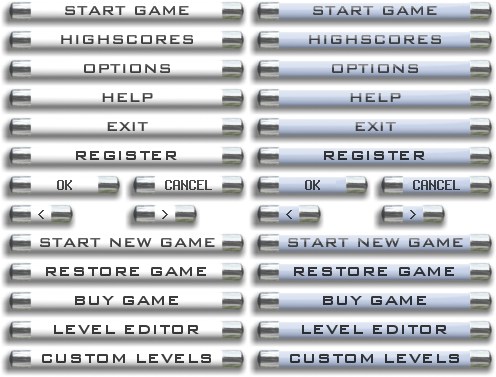 START GAME START GAME
HIGHSCORES HIGHSCORES
OPTIONS OPTIONS
HELP HELP
EXIT EXIT
REGISTER REGISTER
OK CANCEL OK CANCEL
< > < >
START NEW GAME START NEW GAME
RESTORE GAME RESTORE GAME
BUY GAME BUY GAME
LEVEL EDITOR LEVEL EDITOR
CUSTOM LEVELS CUSTOM LEVELS